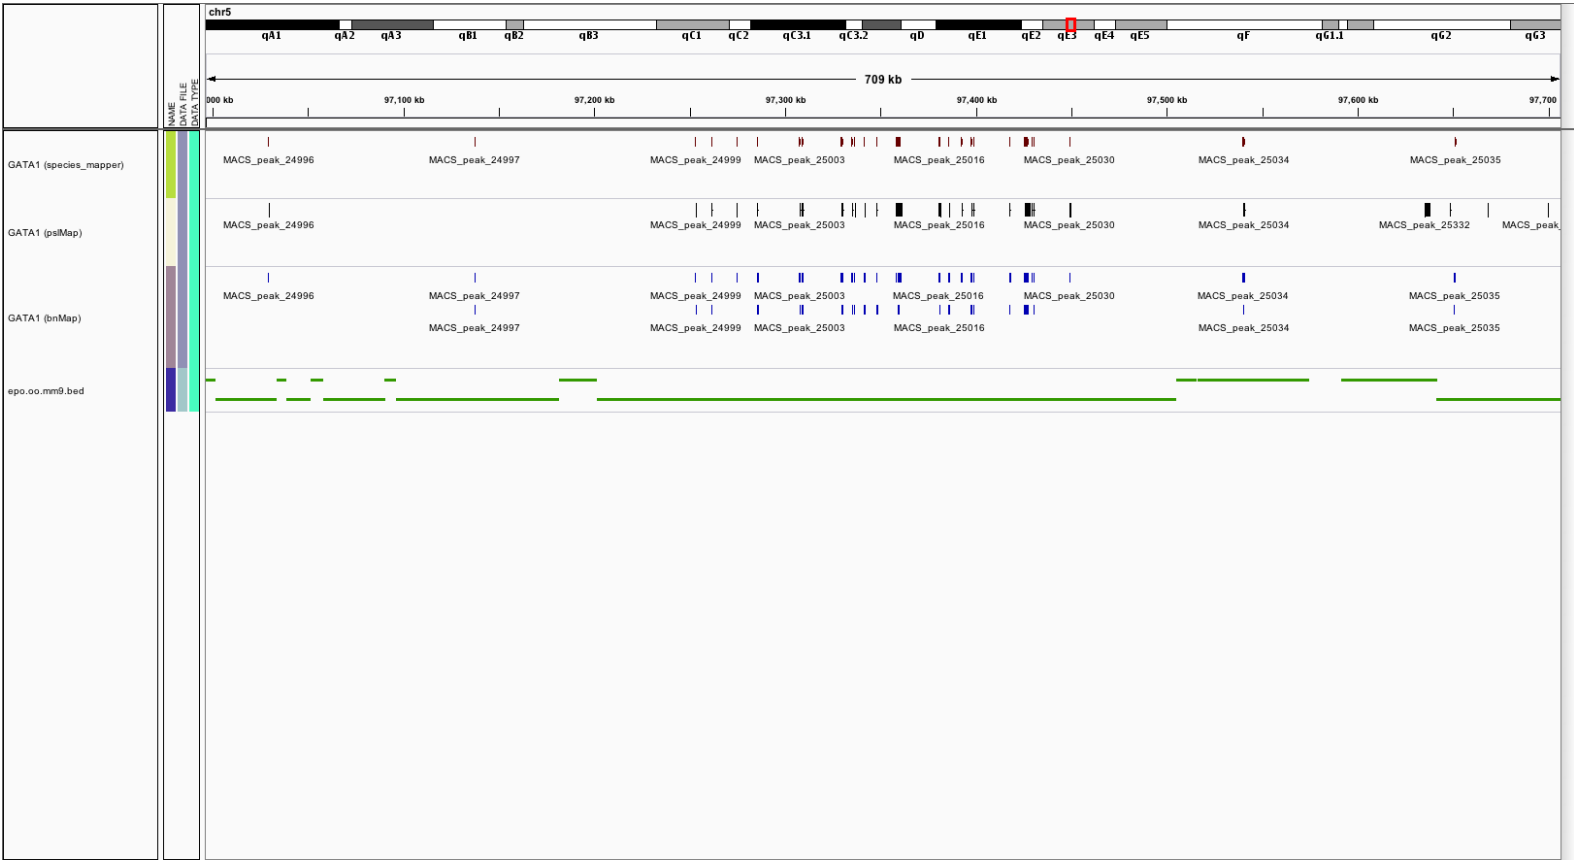 chr5
qA1 qA2 qA3 qB1 qB2 qB3 qC1 qC2 qC3.1 qC3.2 qD qE1 qE2 qE3 qE4 qE5 qF qG1.1 qG2 qG3
709 kb
000 kb 97,100 kb 97,200 kb 97,300 kb 97,400 kb 97,500 kb 97,600 kb 97,700
NAME
DATA FILE
DATA TYPE
GATA1 (species_mapper)
MACS_peak_24996 MACS_peak_24997 MACS_peak_24999 MACS_peak_25003 MACS_peak_25016 MACS_peak_25030 MACS_peak_25034 MACS_peak_25035
GATA1 (pslMap)
MACS_peak_24996 MACS_peak_24999 MACS_peak_25003 MACS_peak_25016 MACS_peak_25030 MACS_peak_25034 MACS_peak_25332 MACS_peak_
GATA1 (bnMap)
MACS_peak_24996 MACS_peak_24997 MACS_peak_24999 MACS_peak_25003 MACS_peak_25016 MACS_peak_25030 MACS_peak_25034 MACS_peak_25035
MACS_peak_24997 MACS_peak_24999 MACS_peak_25003 MACS_peak_25016 MACS_peak_25034 MACS_peak_25035
epo.oo.mm9.bed